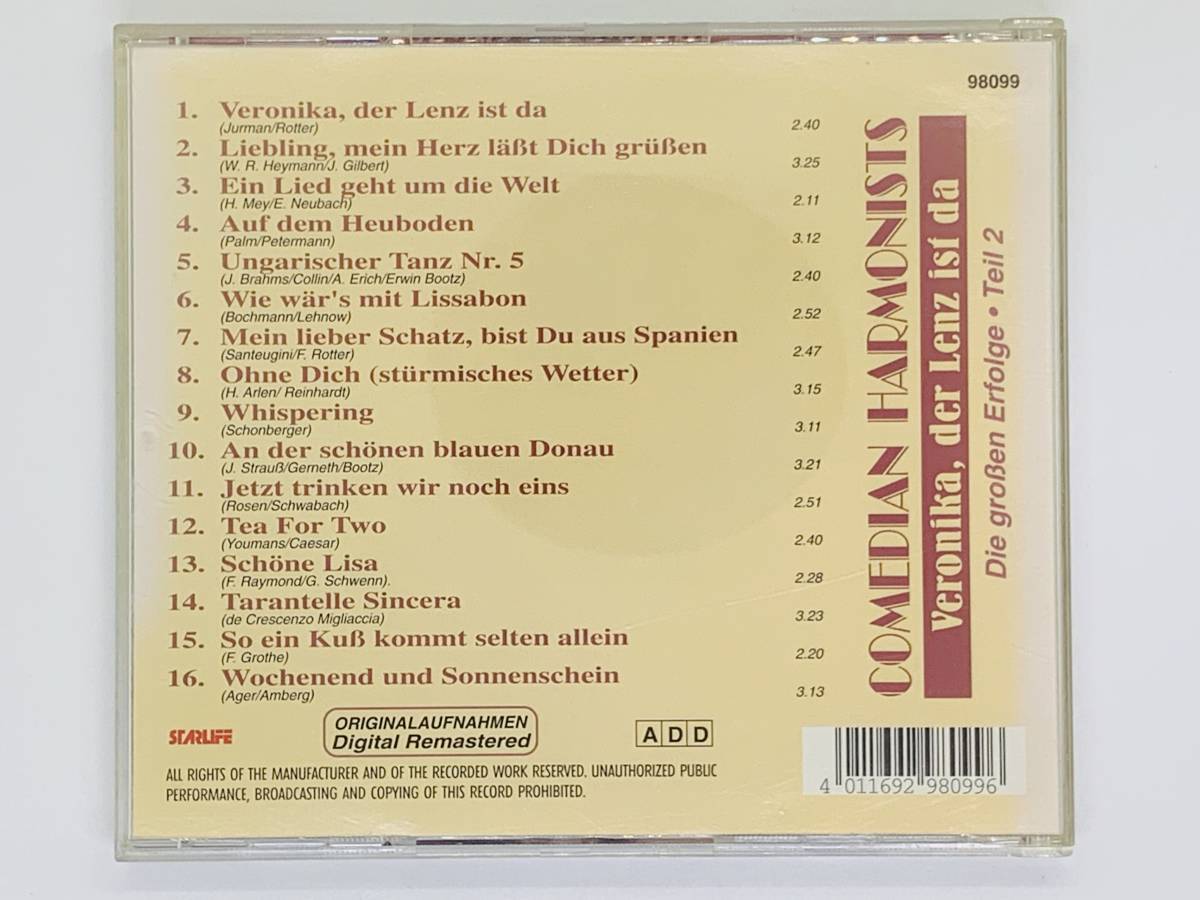 98099
1. Veronika, der Lenz ist da
(Jurman/Rotter) 2.40
2. Liebling, mein Herz läßt Dich grüßen
(W. R. Heymann/J. Gilbert) 3.25
3. Ein Lied geht um die Welt
(H. Mey/E. Neubach) 2.11
4. Auf dem Heuboden
(Palm/Petermann) 3.12
5. Ungarischer Tanz Nr. 5
(J. Brahms/Collin/A. Erich/Erwin Bootz) 2.40
6. Wie wär's mit Lissabon
(Bochmann/Lehnow) 2.52
7. Mein lieber Schatz, bist Du aus Spanien
(Santeugini/F. Rotter) 2.47
8. Ohne Dich (stürmisches Wetter)
(H. Arlen/ Reinhardt) 3.15
9. Whispering
(Schonberger) 3.11
10. An der schönen blauen Donau
(J. Strauß/Gerneth/Bootz) 3.21
11. Jetzt trinken wir noch eins
(Rosen/Schwabach) 2.51
12. Tea For Two
(Youmans/Caesar) 2.40
13. Schöne Lisa
(F. Raymond/G. Schwenn). 2.28
14. Tarantelle Sincera
(de Crescenzo Migliaccia) 3.23
15. So ein Kuß kommt selten allein
(F. Grothe) 2.20
16. Wochenend und Sonnenschein
(Ager/Amberg) 3.13
COMEDIAN HARMONISTS
Veronika, der Lenz ist da
Die großen Erfolge • Teil 2
STARLIFE
ORIGINALAUFNAHMEN
Digital Remastered
A D D
ALL RIGHTS OF THE MANUFACTURER AND OF THE RECORDED WORK RESERVED. UNAUTHORIZED PUBLIC
PERFORMANCE, BROADCASTING AND COPYING OF THIS RECORD PROHIBITED.
4 011692 980996